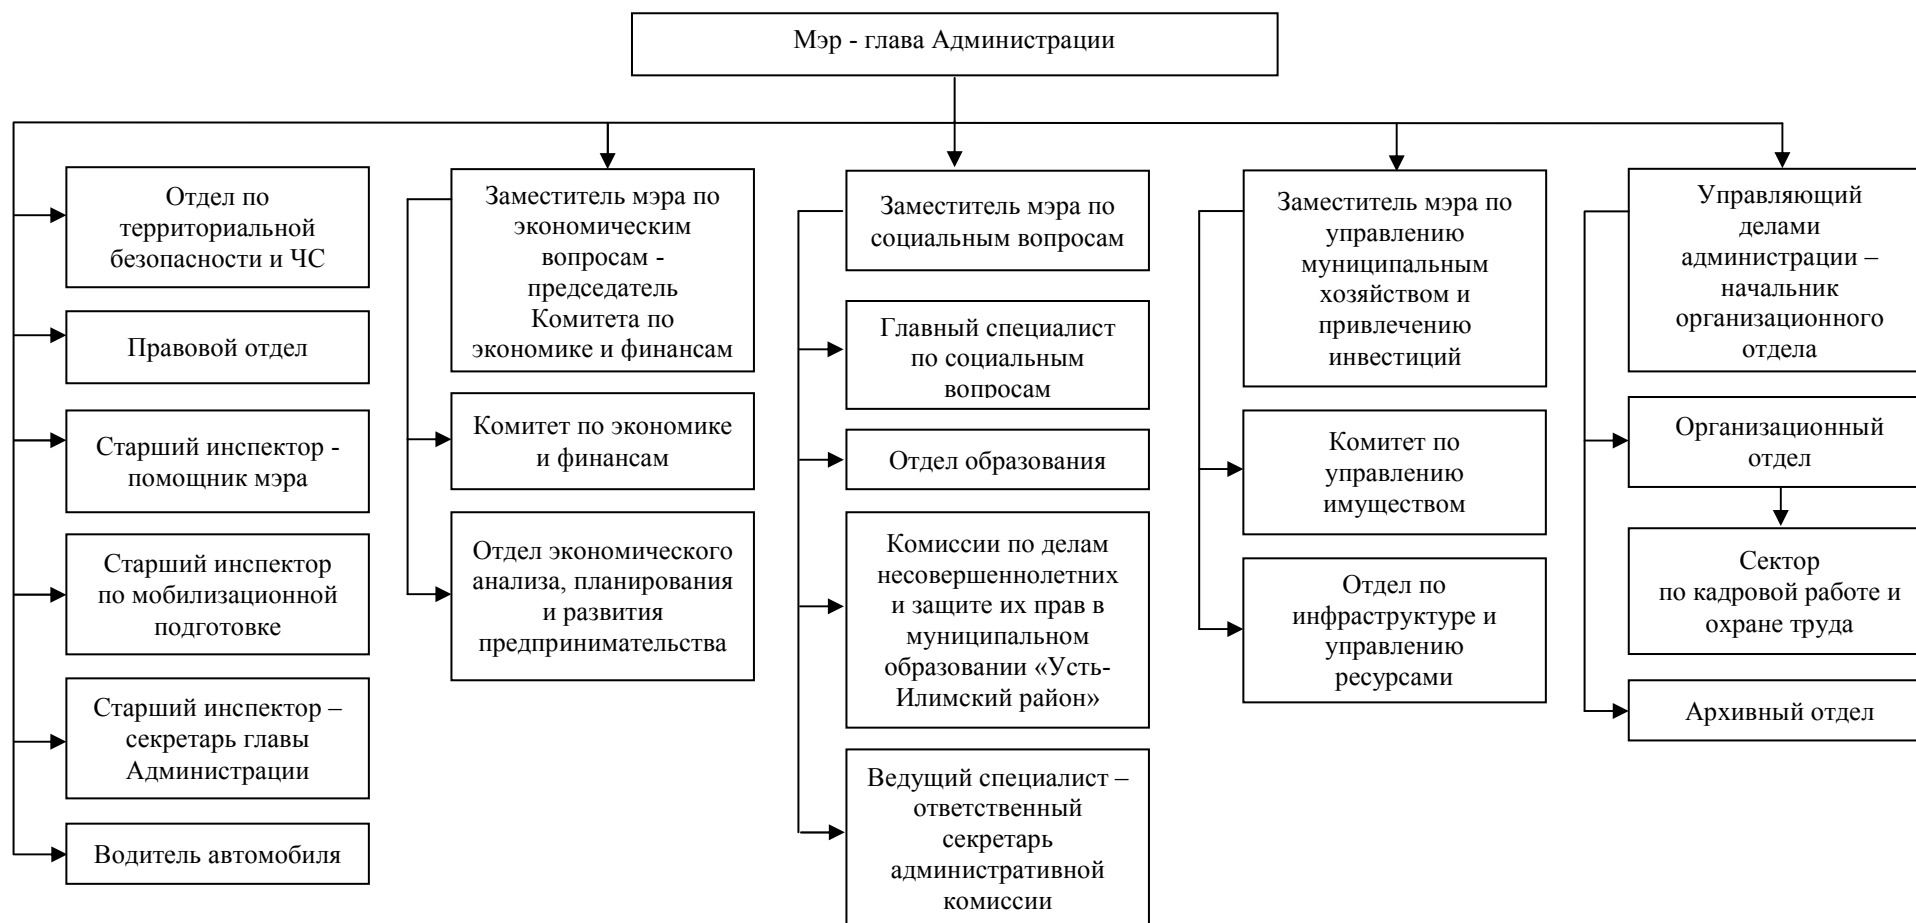 Мэр - глава Администрации
Отдел по
территориальной
безопасности и ЧС
Правовой отдел
Старший инспектор -
помощник мэра
Старший инспектор
по мобилизационной
подготовке
Старший инспектор –
секретарь главы
Администрации
Водитель автомобиля
Заместитель мэра по
экономическим
вопросам -
председатель
Комитета по
экономике и финансам
Комитет по экономике
и финансам
Отдел экономического
анализа, планирования
и развития
предпринимательства
Заместитель мэра по
социальным вопросам
Главный специалист
по социальным
вопросам
Отдел образования
Комиссии по делам
несовершеннолетних
и защите их прав в
муниципальном
образовании «Усть-
Илимский район»
Ведущий специалист –
ответственный
секретарь
административной
комиссии
Заместитель мэра по
управлению
муниципальным
хозяйством и
привлечению
инвестиций
Комитет по
управлению
имуществом
Отдел по
инфраструктуре и
управлению
ресурсами
Управляющий
делами
администрации –
начальник
организационного
отдела
Организационный
отдел
Сектор
по кадровой работе и
охране труда
Архивный отдел